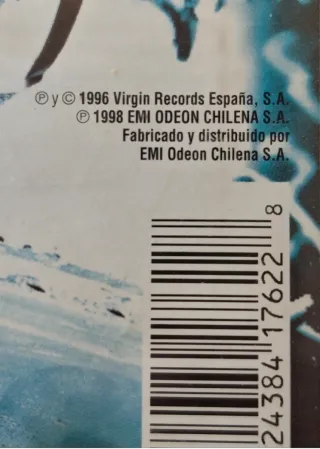 Ⓟ y © 1996 Virgin Records España, S.A.
Ⓟ 1998 EMI ODEON CHILENA S.A.
Fabricado y distribuido por
EMI Odeon Chilena S.A.
24384 17622 8